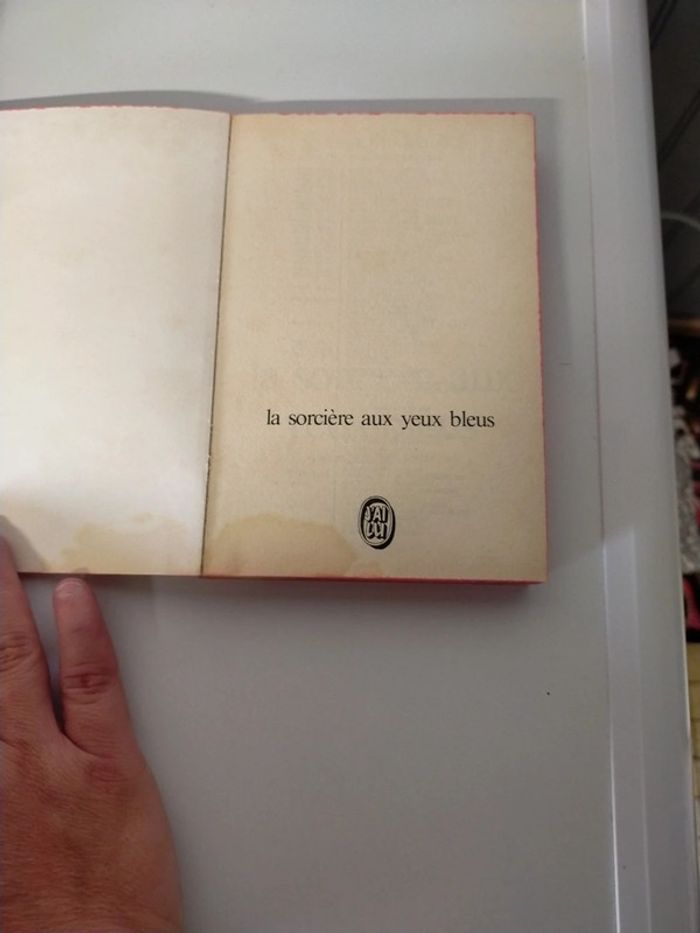 la sorcière aux yeux bleus
J'AI
LU